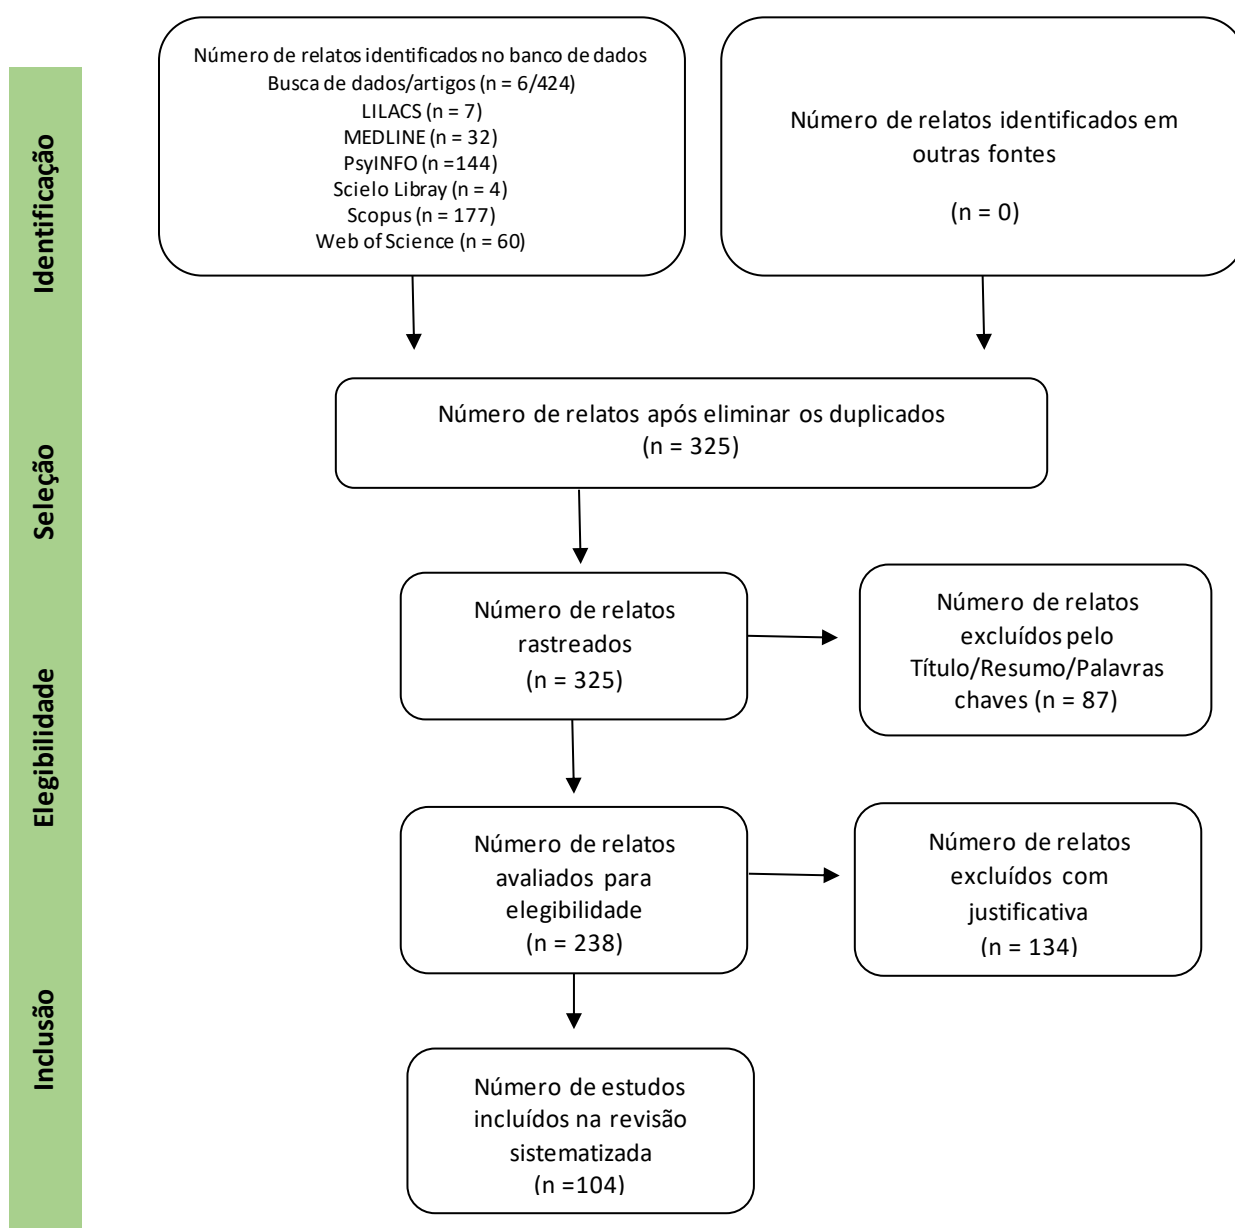 Número de relatos identificados no banco de dados
Busca de dados/artigos (n = 6/424)
LILACS (n = 7)
MEDLINE (n = 32)
PsyINFO (n =144)
Scielo Libray (n = 4)
Scopus (n = 177)
Web of Science (n = 60)
Número de relatos identificados em
outras fontes
(n = 0)
Identificação
Número de relatos após eliminar os duplicados
(n = 325)
Seleção
Número de relatos
rastreados
(n = 325)
Número de relatos
excluídos pelo
Título/Resumo/Palavras
chaves (n = 87)
Elegibilidade
Número de relatos
avaliados para
elegibilidade
(n = 238)
Número de relatos
excluídos com
justificativa
(n = 134)
Inclusão
Número de estudos
incluídos na revisão
sistematizada
(n =104)